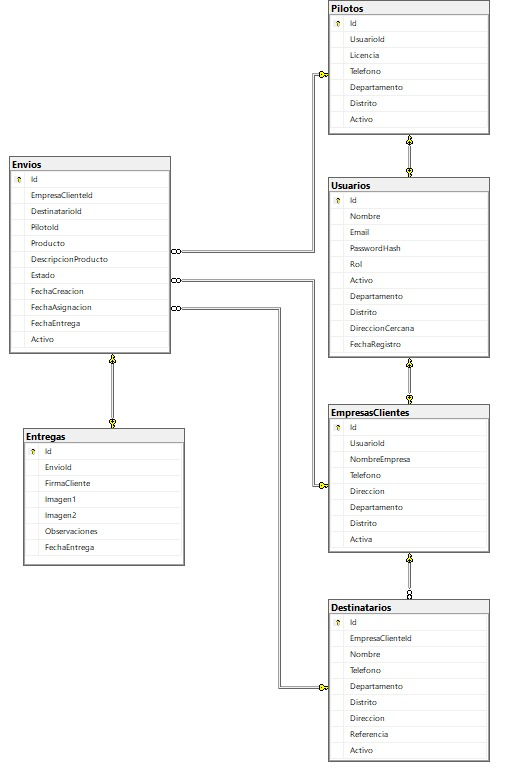 Pilotos
Id
UsuarioId
Licencia
Telefono
Departamento
Distrito
Activo
Envios
Id
EmpresaClienteId
DestinatarioId
PilotoId
Producto
DescripcionProducto
Estado
FechaCreacion
FechaAsignacion
FechaEntrega
Activo
Usuarios
Id
Nombre
Email
PasswordHash
Rol
Activo
Departamento
Distrito
DireccionCercana
FechaRegistro
EmpresasClientes
Id
UsuarioId
NombreEmpresa
Telefono
Direccion
Departamento
Distrito
Activa
Entregas
Id
EnvioId
FirmaCliente
Imagen1
Imagen2
Observaciones
FechaEntrega
Destinatarios
Id
EmpresaClienteId
Nombre
Telefono
Departamento
Distrito
Direccion
Referencia
Activo